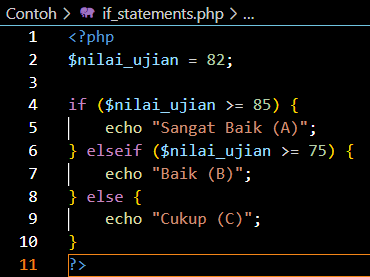 Contoh > if_statements.php > ...
1 <?php
2 $nilai_ujian = 82;
3
4 if ($nilai_ujian >= 85) {
5 echo "Sangat Baik (A)";
6 } elseif ($nilai_ujian >= 75) {
7 echo "Baik (B)";
8 } else {
9 echo "Cukup (C)";
10 }
11 ?>